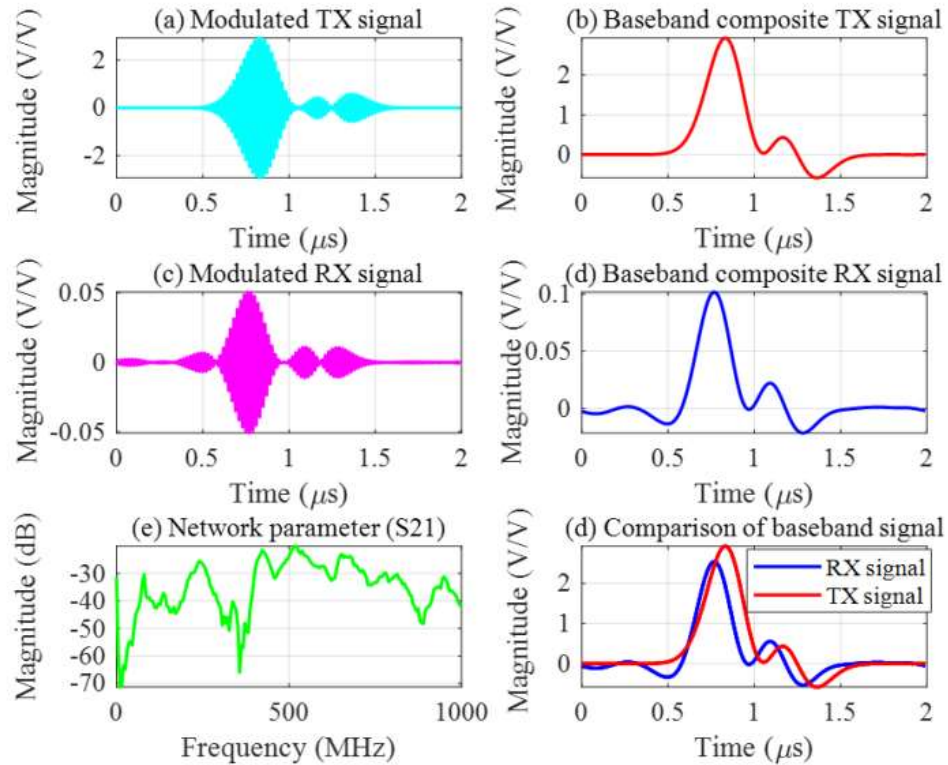 (a) Modulated TX signal
Magnitude (V/V)
2
0
-2
0 0.5 1 1.5 2
Time (μs)
(b) Baseband composite TX signal
Magnitude (V/V)
2
1
0
0 0.5 1 1.5 2
Time (μs)
(c) Modulated RX signal
Magnitude (V/V)
0.05
0
-0.05
0 0.5 1 1.5 2
Time (μs)
(d) Baseband composite RX signal
Magnitude (V/V)
0.1
0.05
0
0 0.5 1 1.5 2
Time (μs)
(e) Network parameter (S21)
Magnitude (dB)
-30
-40
-50
-60
-70
0 500 1000
Frequency (MHz)
(d) Comparison of baseband signal
Magnitude (V/V)
2
1
0
RX signal
TX signal
0 0.5 1 1.5 2
Time (μs)